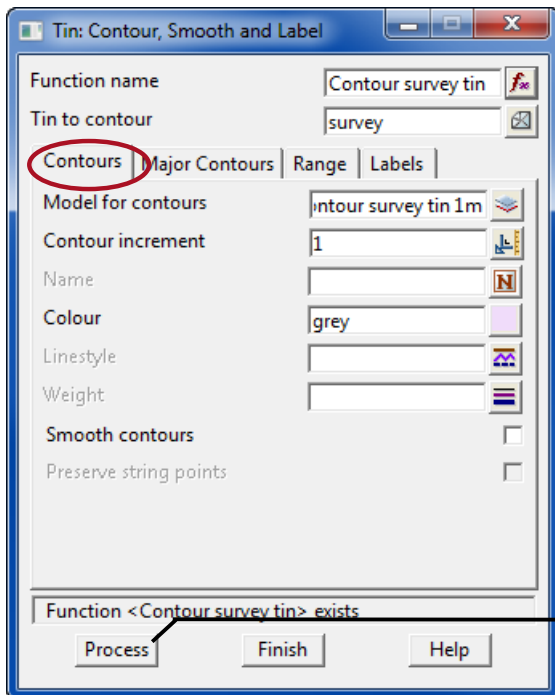 Tin: Contour, Smooth and Label
Function name Contour survey tin
Tin to contour survey
Contours Major Contours Range Labels
Model for contours ontour survey tin 1m
Contour increment 1
Name N
Colour grey
Linestyle
Weight
Smooth contours
Preserve string points
Function <Contour survey tin> exists
Process Finish Help